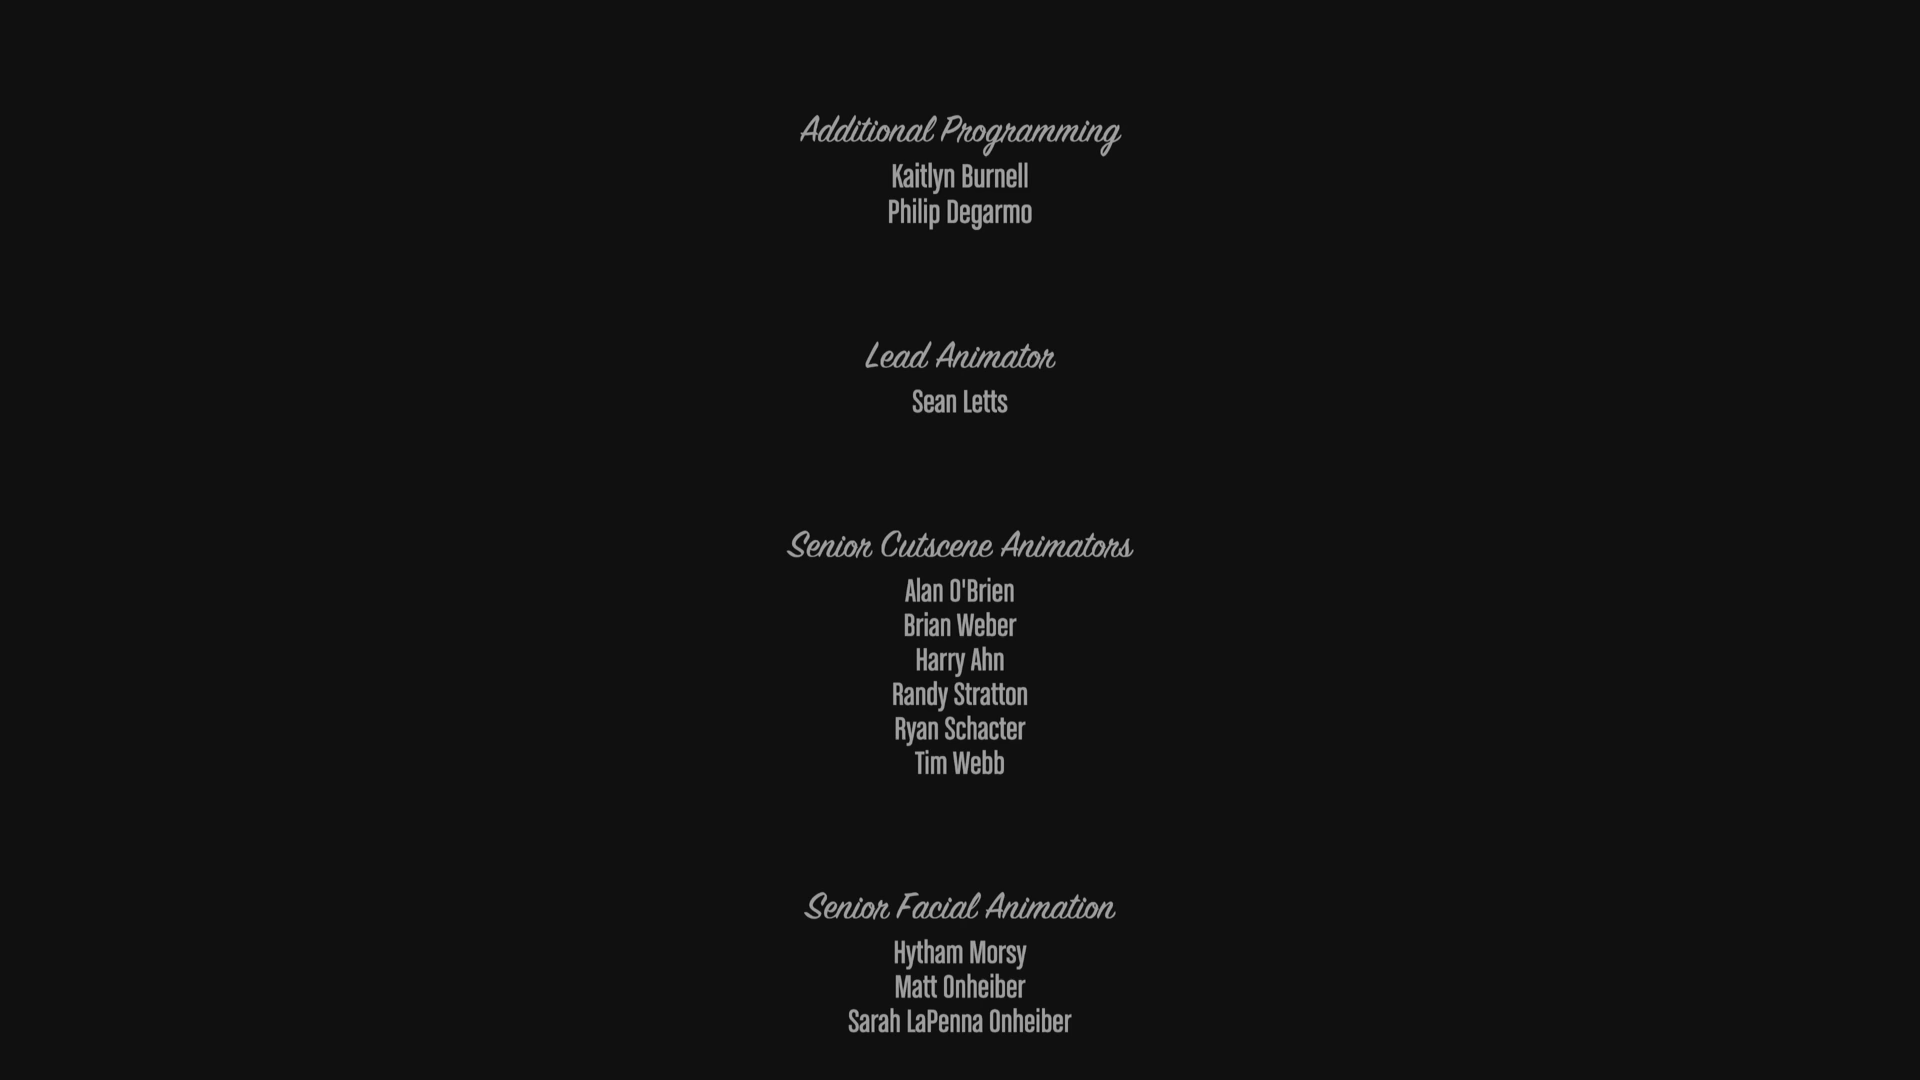 Additional Programming
Kaitlyn Burnell
Philip Degarmo
Lead Animator
Sean Letts
Senior Cutscene Animators
Alan O'Brien
Brian Weber
Harry Ahn
Randy Stratton
Ryan Schacter
Tim Webb
Senior Facial Animation
Hytham Morsy
Matt Onheiber
Sarah LaPenna Onheiber